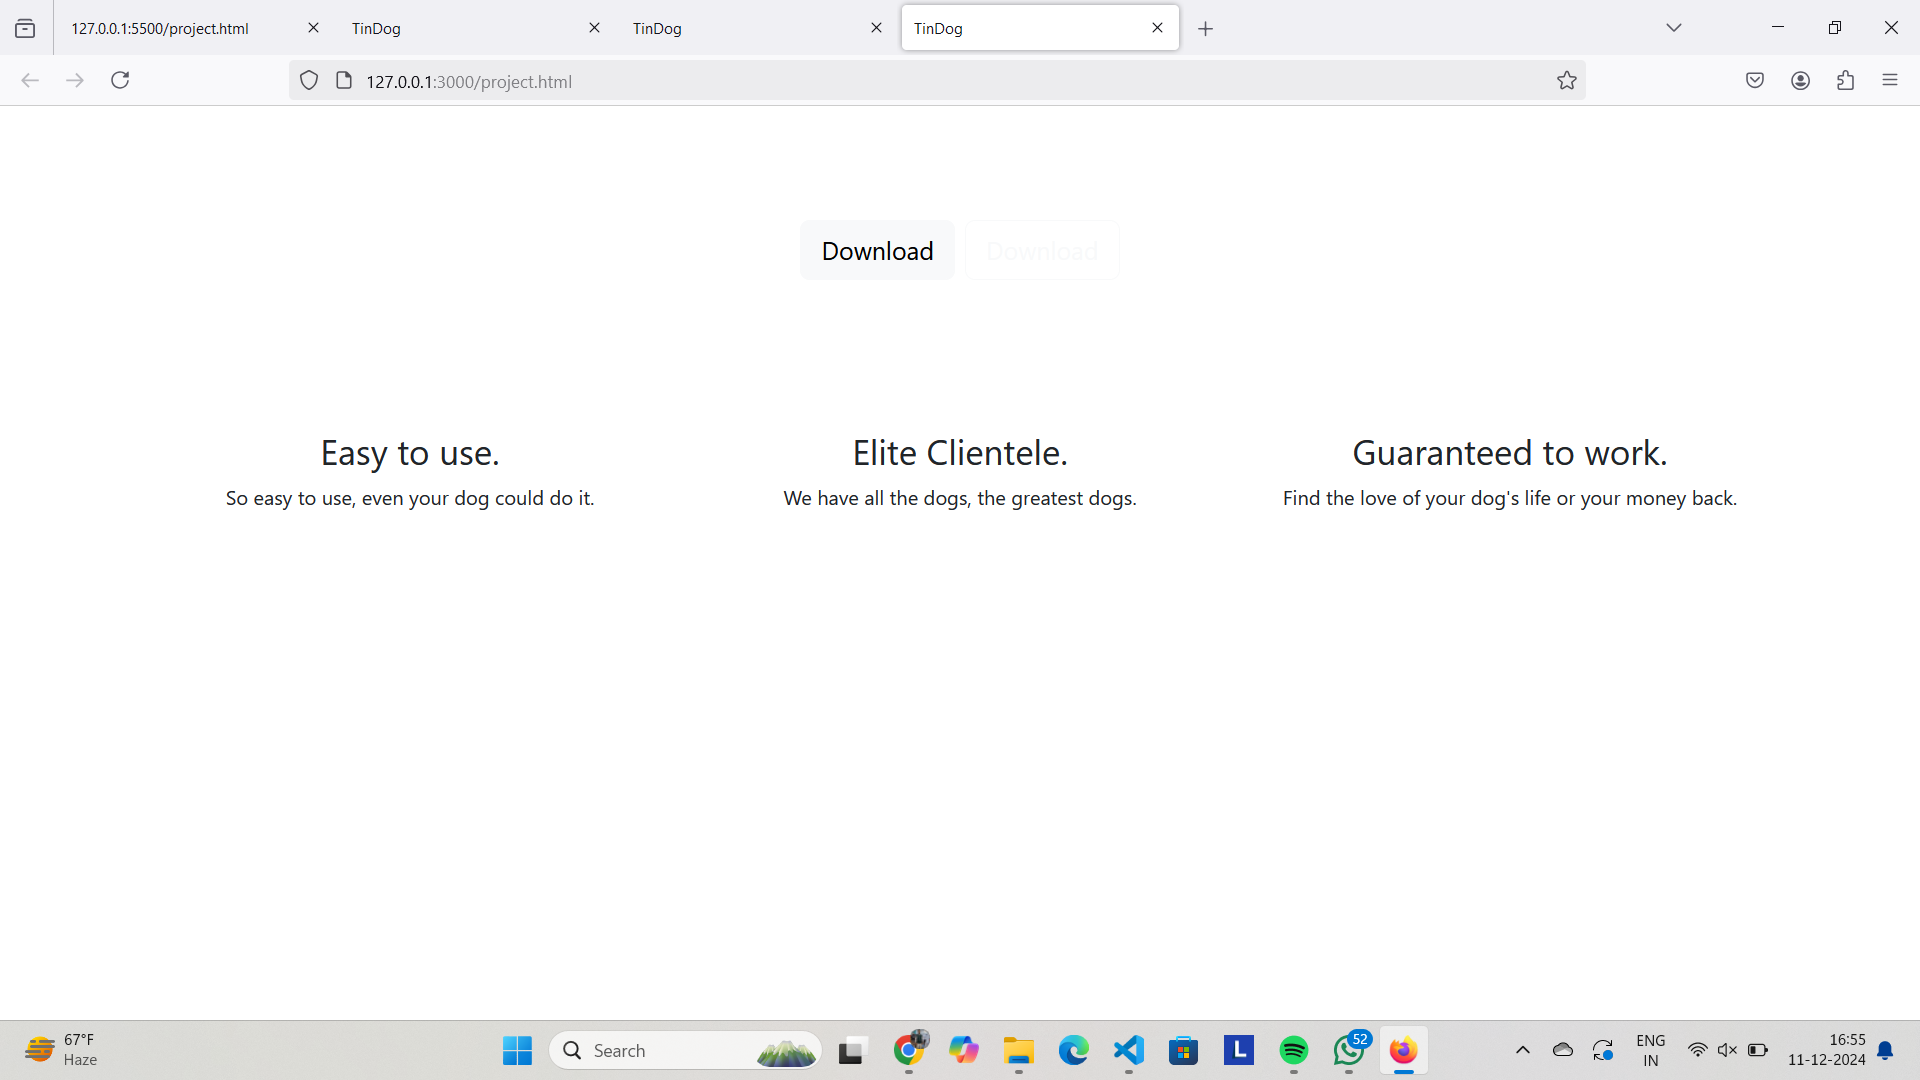 127.0.0.1:5500/project.html
TinDog
TinDog
TinDog
127.0.0.1:3000/project.html
Download
Download
Easy to use.
So easy to use, even your dog could do it.
Elite Clientele.
We have all the dogs, the greatest dogs.
Guaranteed to work.
Find the love of your dog's life or your money back.
67°F
Haze
Search
L
52
ENG
IN
16:55
11-12-2024